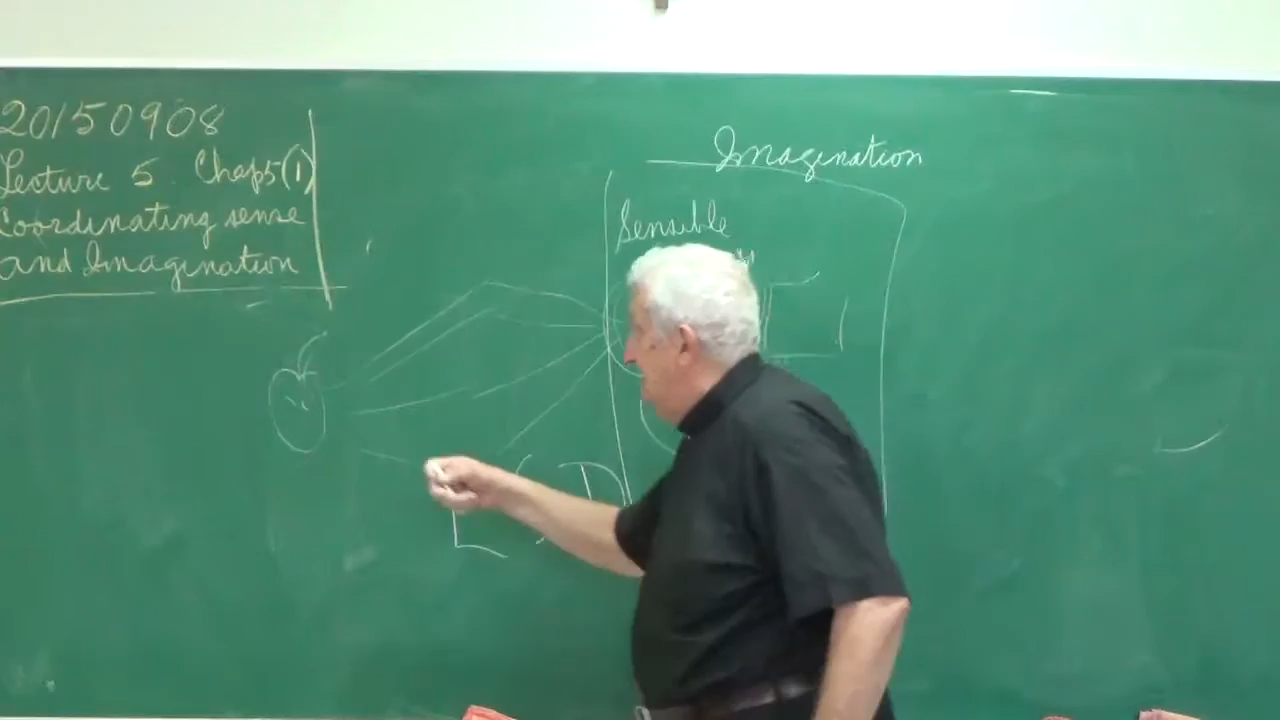 20150908
Lecture 5 Chap5(1)
Coordinating sense
and Imagination
Imagination
Sensible